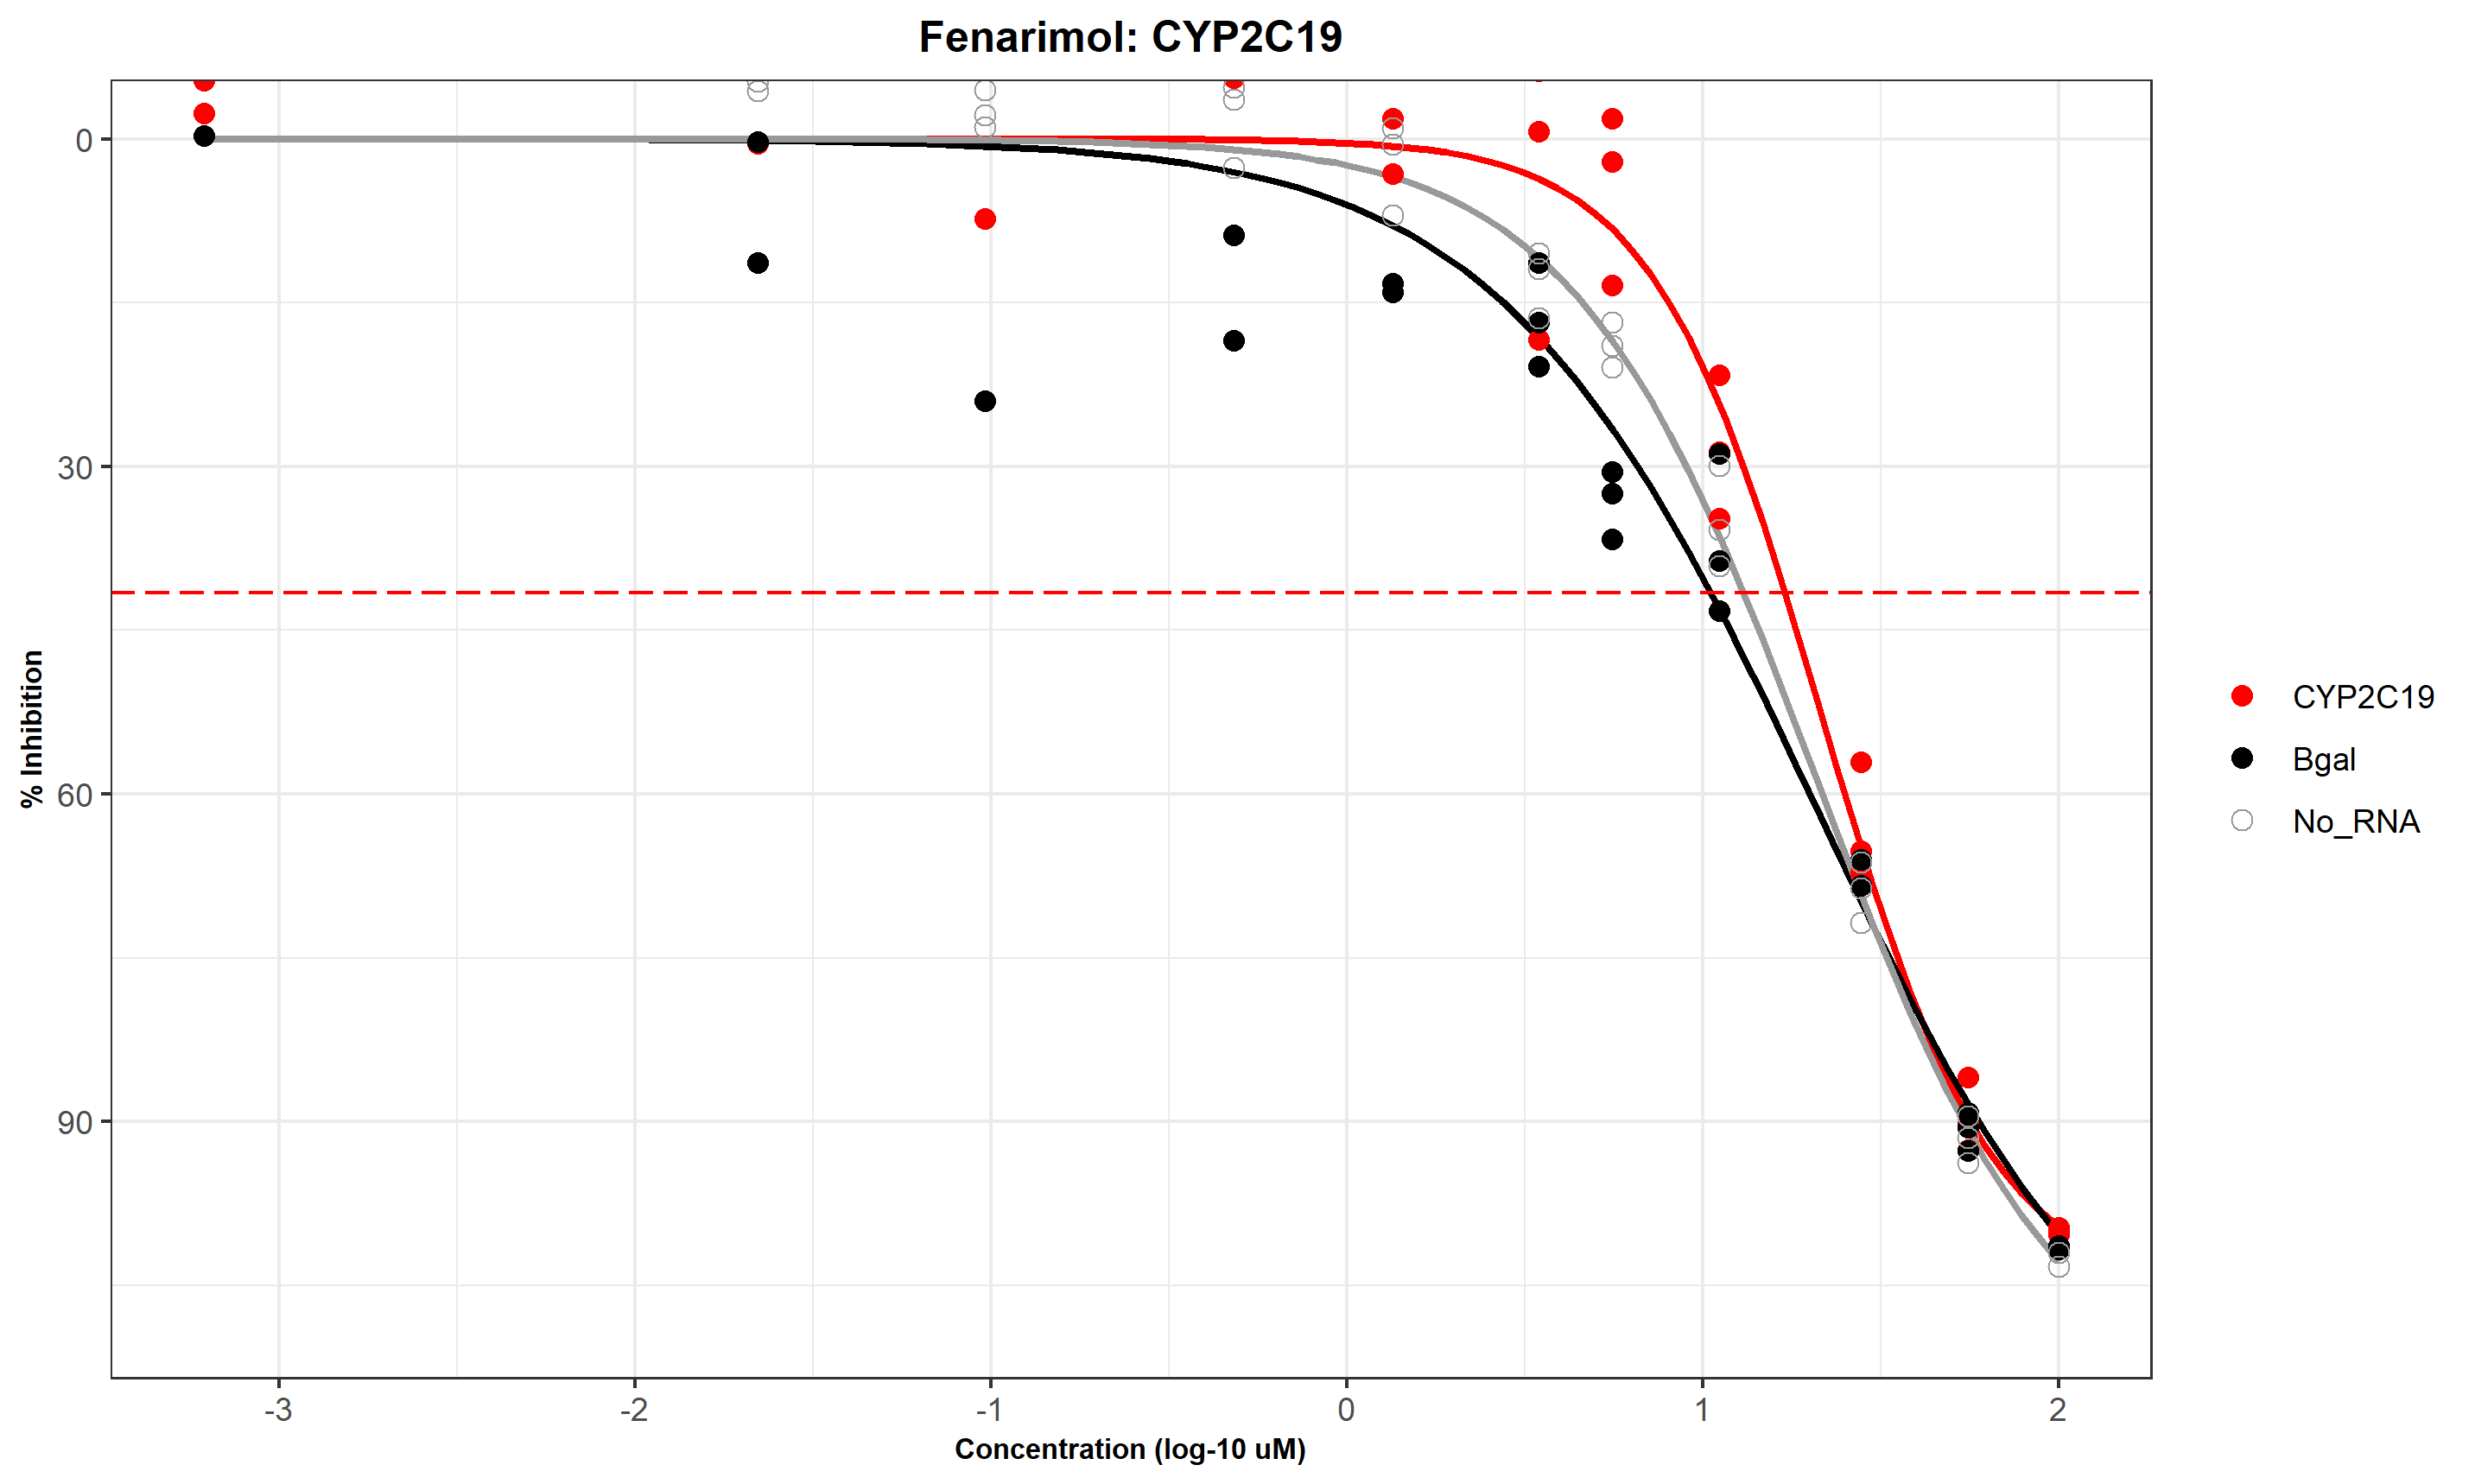 Fenarimol: CYP2C19
% Inhibition
0
30
60
90
-3
-2
-1
0
1
2
Concentration (log-10 uM)
CYP2C19
Bgal
No_RNA